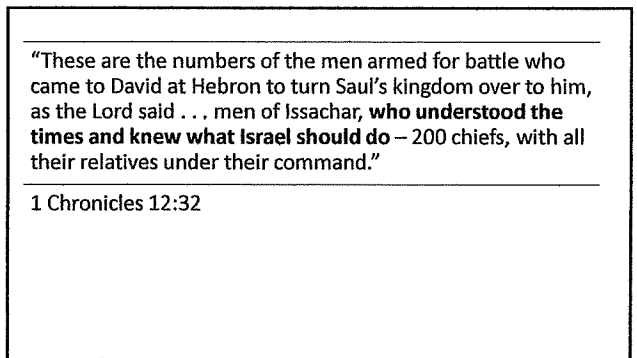 “These are the numbers of the men armed for battle who
came to David at Hebron to turn Saul’s kingdom over to him,
as the Lord said . . . men of Issachar, who understood the
times and knew what Israel should do – 200 chiefs, with all
their relatives under their command.”
1 Chronicles 12:32